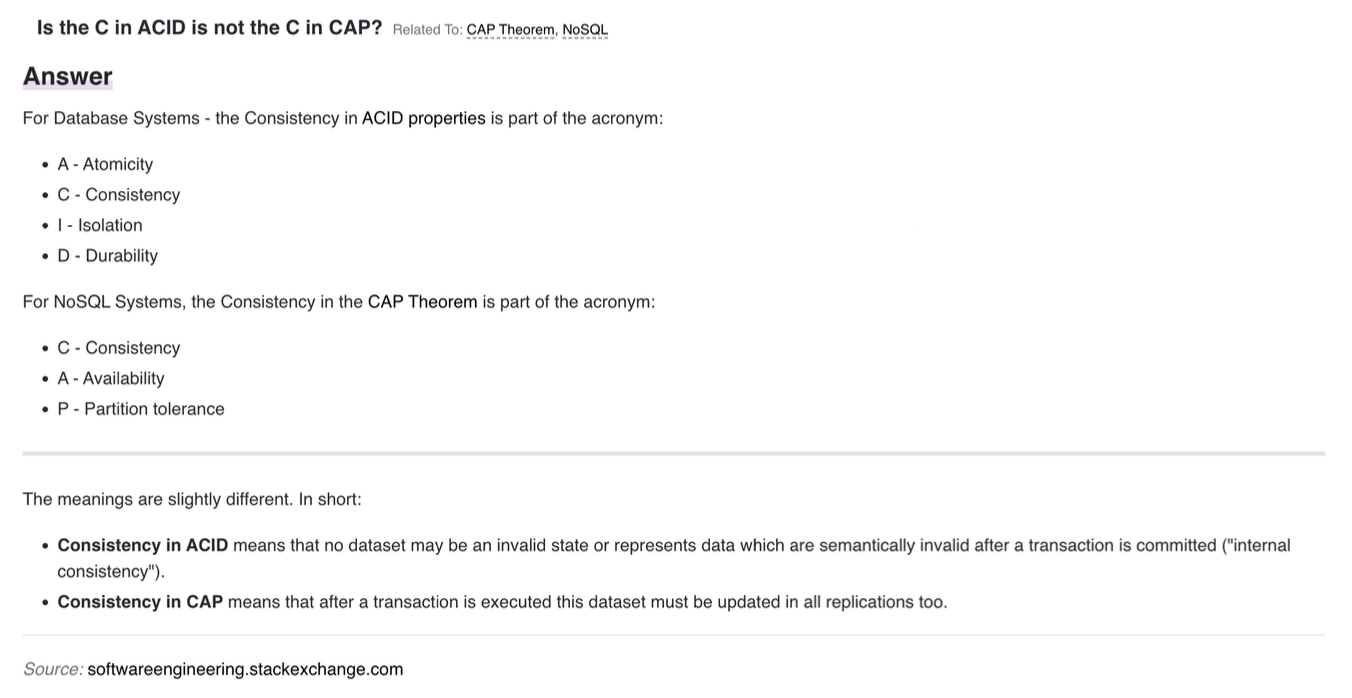 Is the C in ACID is not the C in CAP? Related To: CAP Theorem, NoSQL
Answer
For Database Systems - the Consistency in ACID properties is part of the acronym:
• A - Atomicity
• C - Consistency
• I - Isolation
• D - Durability
For NoSQL Systems, the Consistency in the CAP Theorem is part of the acronym:
• C - Consistency
• A - Availability
• P - Partition tolerance
The meanings are slightly different. In short:
• Consistency in ACID means that no dataset may be an invalid state or represents data which are semantically invalid after a transaction is committed ("internal
consistency").
• Consistency in CAP means that after a transaction is executed this dataset must be updated in all replications too.
Source: softwareengineering.stackexchange.com